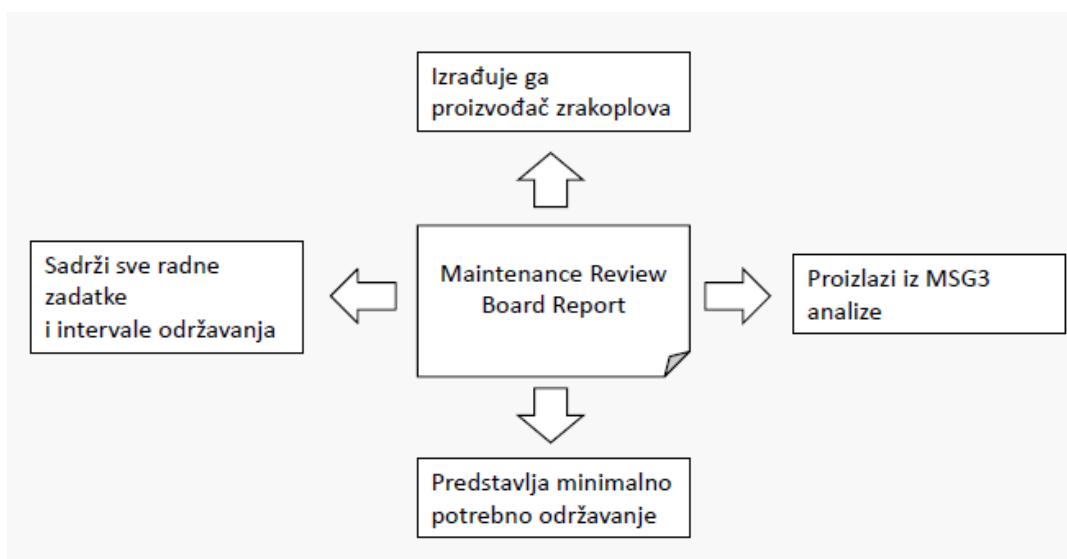 Izrađuje ga
proizvođač zrakoplova
Sadrži sve radne
zadatke
i intervale održavanja
Maintenance Review
Board Report
Proizlazi iz MSG3
analize
Predstavlja minimalno
potrebno održavanje